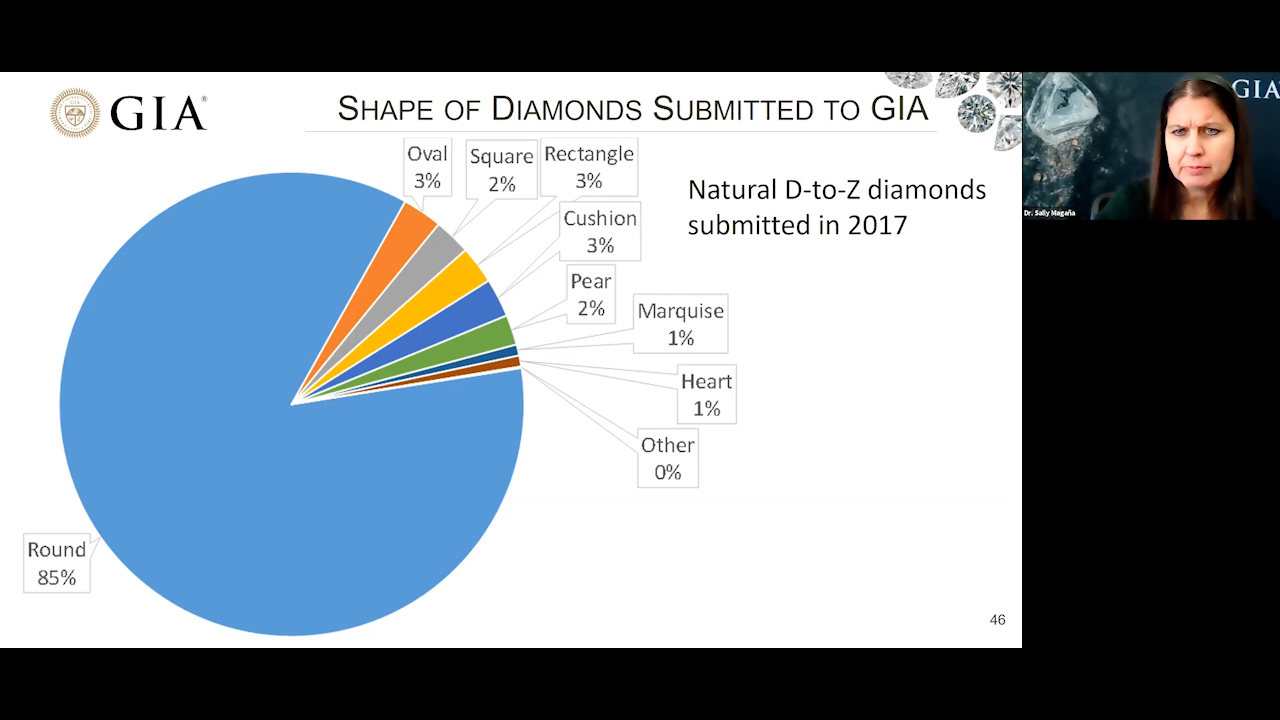 GIA®
SHAPE OF DIAMONDS SUBMITTED TO GIA
Oval
3%
Square
2%
Rectangle
3%
Cushion
3%
Pear
2%
Marquise
1%
Heart
1%
Other
0%
Round
85%
Natural D-to-Z diamonds
submitted in 2017
46
GIA
Dr. Sally Magaña